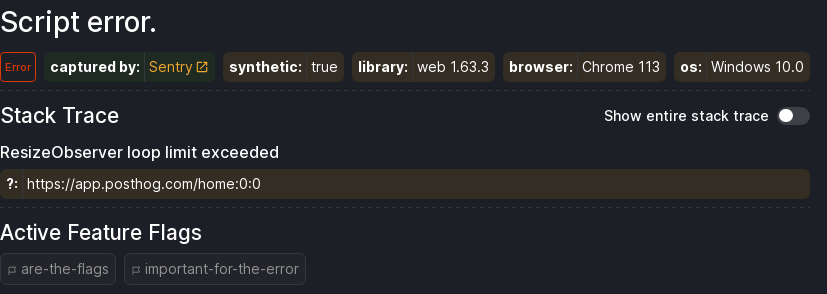 Script error.
Error captured by: Sentry synthetic: true library: web 1.63.3 browser: Chrome 113 os: Windows 10.0
Stack Trace Show entire stack trace
ResizeObserver loop limit exceeded
?: https://app.posthog.com/home:0:0
Active Feature Flags
are-the-flags important-for-the-error